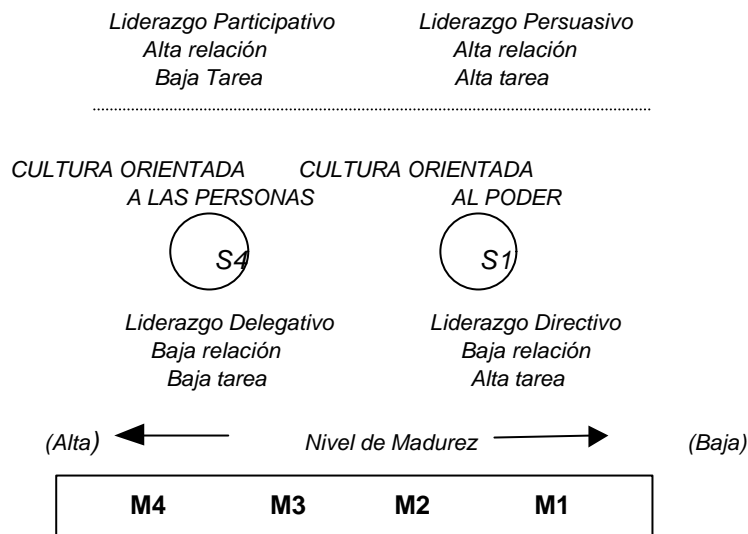 Liderazgo Participativo Liderazgo Persuasivo
Alta relación Alta relación
Baja Tarea Alta tarea
CULTURA ORIENTADA CULTURA ORIENTADA
A LAS PERSONAS AL PODER
S4 S1
Liderazgo Delegativo Liderazgo Directivo
Baja relación Baja relación
Baja tarea Alta tarea
(Alta) Nivel de Madurez (Baja)
M4 M3 M2 M1